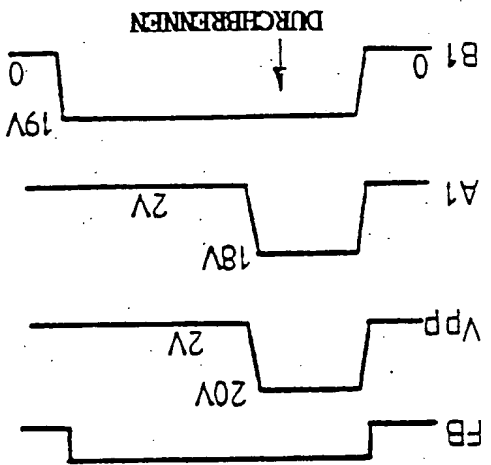 FB
20V
Vpp 2V
18V
A1 2V
19V
B1 0 0
DURCHBRENNEN